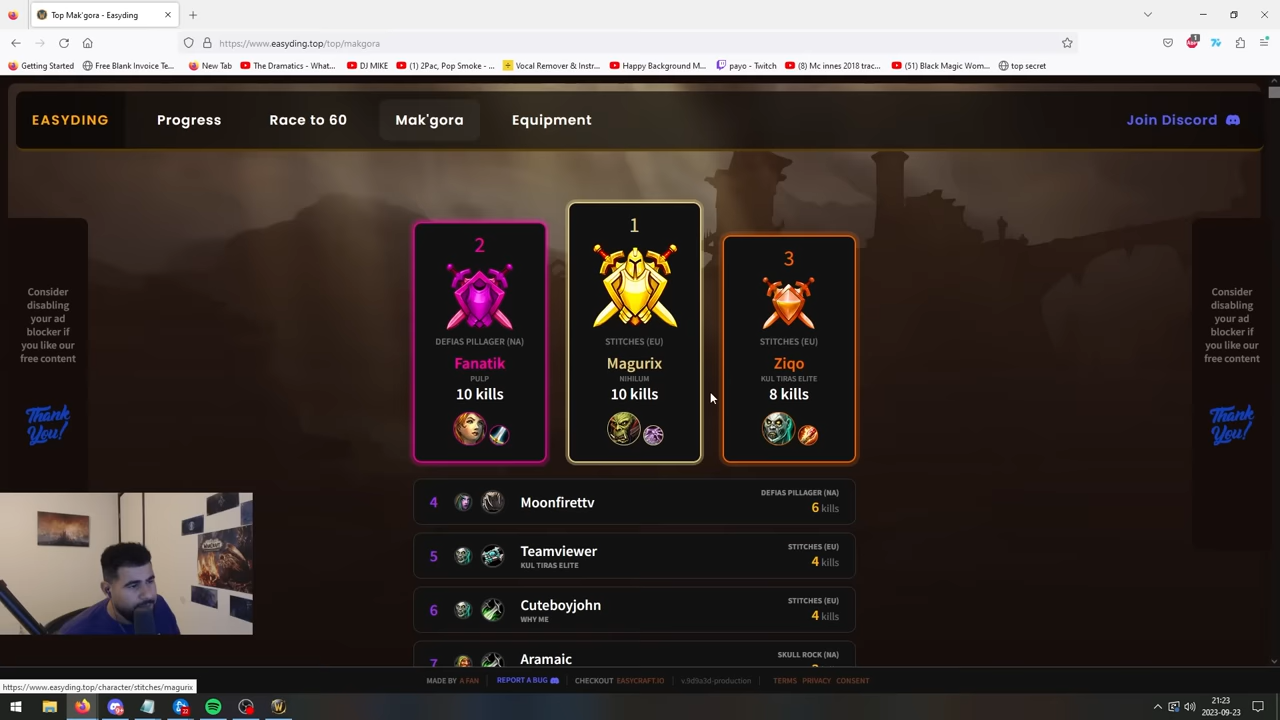 Top Mak'gora - Easyding
https://www.easyding.top/top/makgora
1
Getting Started
Free Blank Invoice Te...
New Tab
The Dramatics - What...
DJ MIKE
(1) 2Pac, Pop Smoke - ...
Vocal Remover & Instr...
Happy Background M...
payo - Twitch
(8) Mc innes 2018 trac...
(51) Black Magic Wom...
top secret
EASYDING
Progress
Race to 60
Mak'gora
Equipment
Join Discord
2
DEFIAS PILLAGER (NA)
Fanatik
PULP
10 kills
1
STITCHES (EU)
Magurix
NIHILUM
10 kills
3
STITCHES (EU)
Ziqo
KUL TIRAS ELITE
8 kills
Consider
disabling
your ad
blocker if
you like our
free content
Thank
You!
Consider
disabling
your ad
blocker if
you like our
free content
Thank
You!
4
Moonfirettv
DEFIAS PILLAGER (NA)
6 kills
5
Teamviewer
KUL TIRAS ELITE
STITCHES (EU)
4 kills
6
Cuteboyjohn
WHY ME
STITCHES (EU)
4 kills
Aramaic
SKULL ROCK (NA)
MADE BY A FAN
REPORT A BUG
CHECKOUT EASYCRAFT.IO
v.9d9a3d-production
TERMS PRIVACY CONSENT
https://www.easyding.top/character/stitches/magurix
22
21:23
2023-09-23